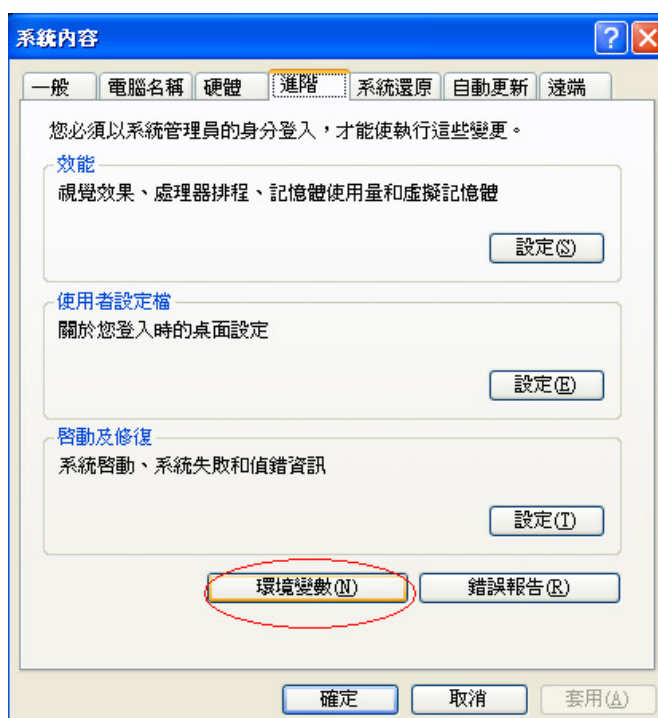 系統內容
一般 電腦名稱 硬體 進階 系統還原 自動更新 遠端
您必須以系統管理員的身分登入，才能使執行這些變更。
效能
視覺效果、處理器排程、記憶體使用量和虛擬記憶體
設定(S)
使用者設定檔
關於您登入時的桌面設定
設定(E)
啟動及修復
系統啟動、系統失敗和偵錯資訊
設定(T)
環境變數(N) 錯誤報告(R)
確定 取消 套用(A)